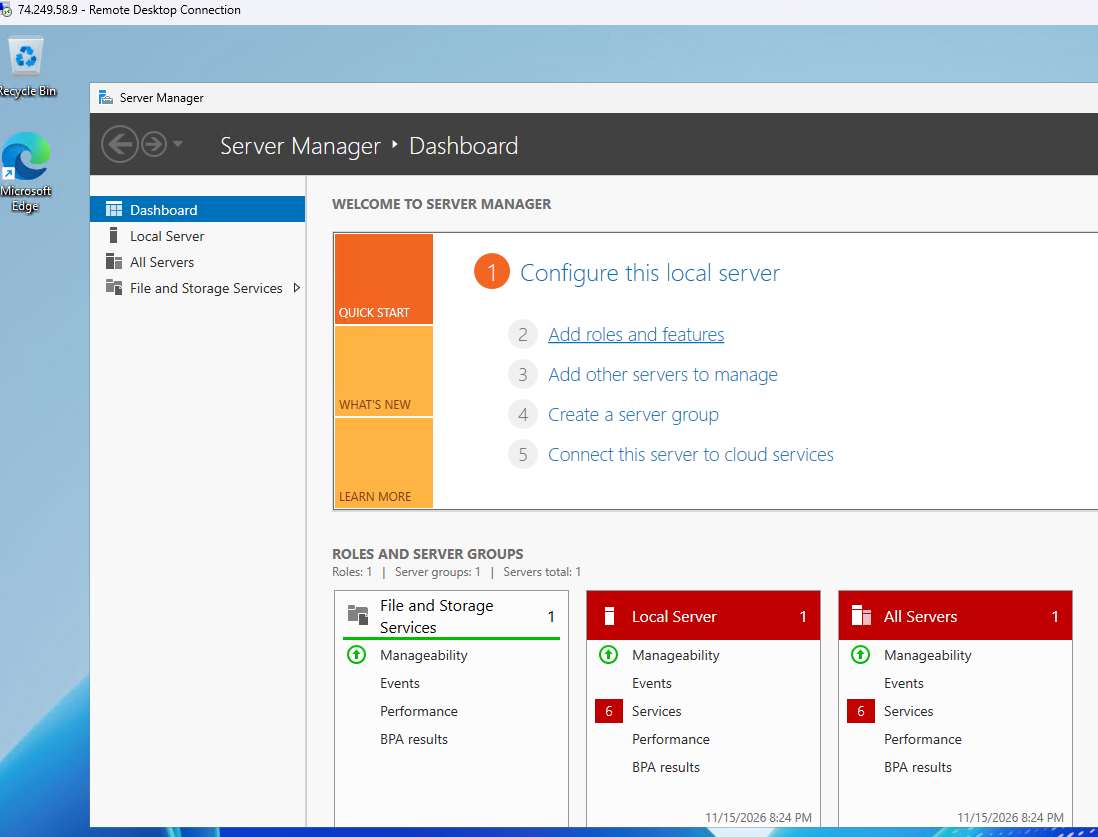 74.249.58.9 - Remote Desktop Connection
Recycle Bin
Microsoft
Edge
Server Manager
Server Manager ‣ Dashboard
Dashboard
Local Server
All Servers
File and Storage Services
WELCOME TO SERVER MANAGER
QUICK START
WHAT'S NEW
LEARN MORE
1 Configure this local server
2 Add roles and features
3 Add other servers to manage
4 Create a server group
5 Connect this server to cloud services
ROLES AND SERVER GROUPS
Roles: 1 | Server groups: 1 | Servers total: 1
File and Storage
Services
1
Manageability
Events
Performance
BPA results
Local Server 1
Manageability
Events
6 Services
Performance
BPA results
11/15/2026 8:24 PM
All Servers 1
Manageability
Events
6 Services
Performance
BPA results
11/15/2026 8:24 PM